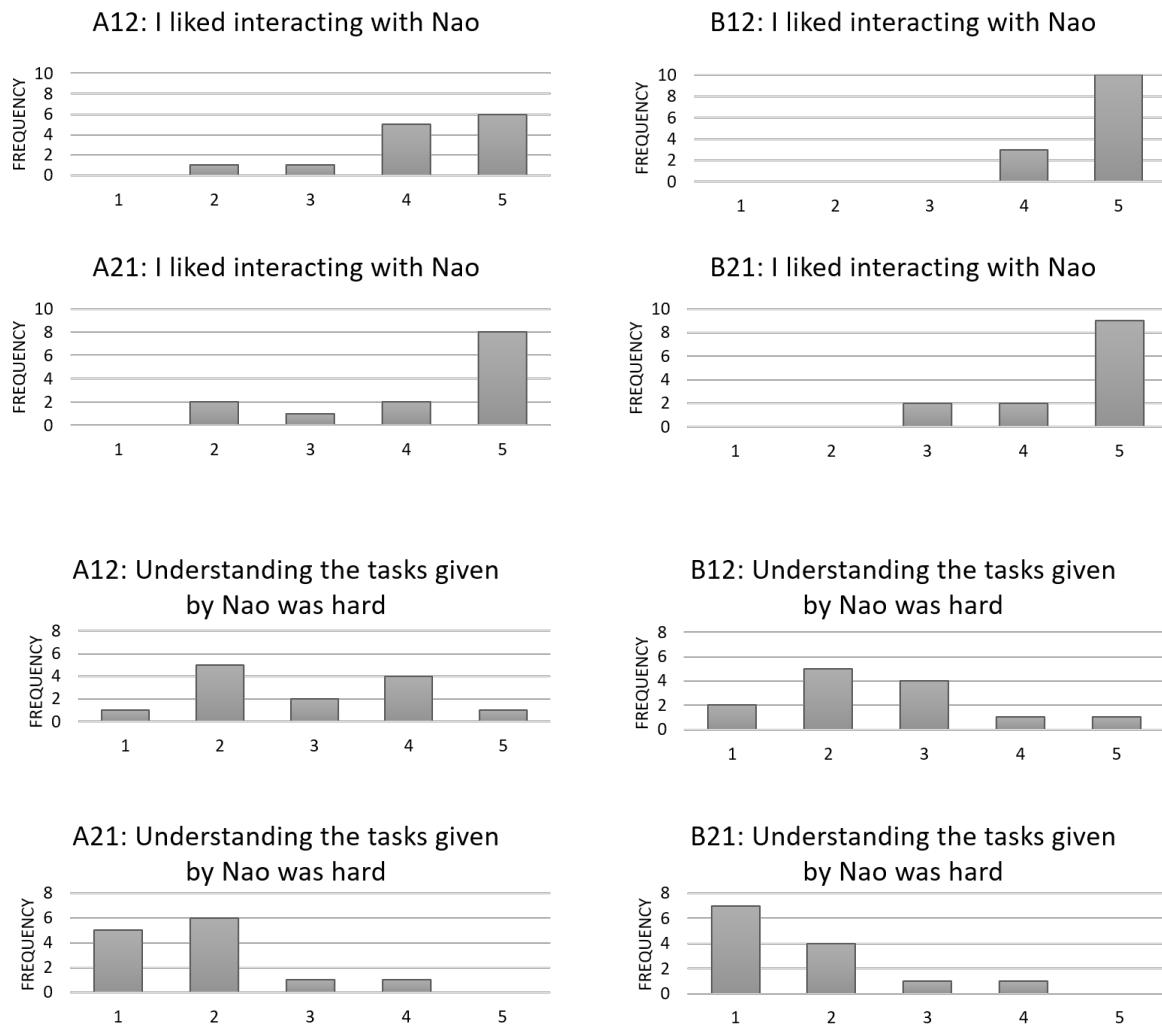 A12: I liked interacting with Nao
FREQUENCY
10
8
6
4
2
0
1 2 3 4 5
B12: I liked interacting with Nao
FREQUENCY
10
8
6
4
2
0
1 2 3 4 5
A21: I liked interacting with Nao
FREQUENCY
10
8
6
4
2
0
1 2 3 4 5
B21: I liked interacting with Nao
FREQUENCY
10
8
6
4
2
0
1 2 3 4 5
A12: Understanding the tasks given
by Nao was hard
FREQUENCY
8
6
4
2
0
1 2 3 4 5
B12: Understanding the tasks given
by Nao was hard
FREQUENCY
8
6
4
2
0
1 2 3 4 5
A21: Understanding the tasks given
by Nao was hard
FREQUENCY
8
6
4
2
0
1 2 3 4 5
B21: Understanding the tasks given
by Nao was hard
FREQUENCY
8
6
4
2
0
1 2 3 4 5